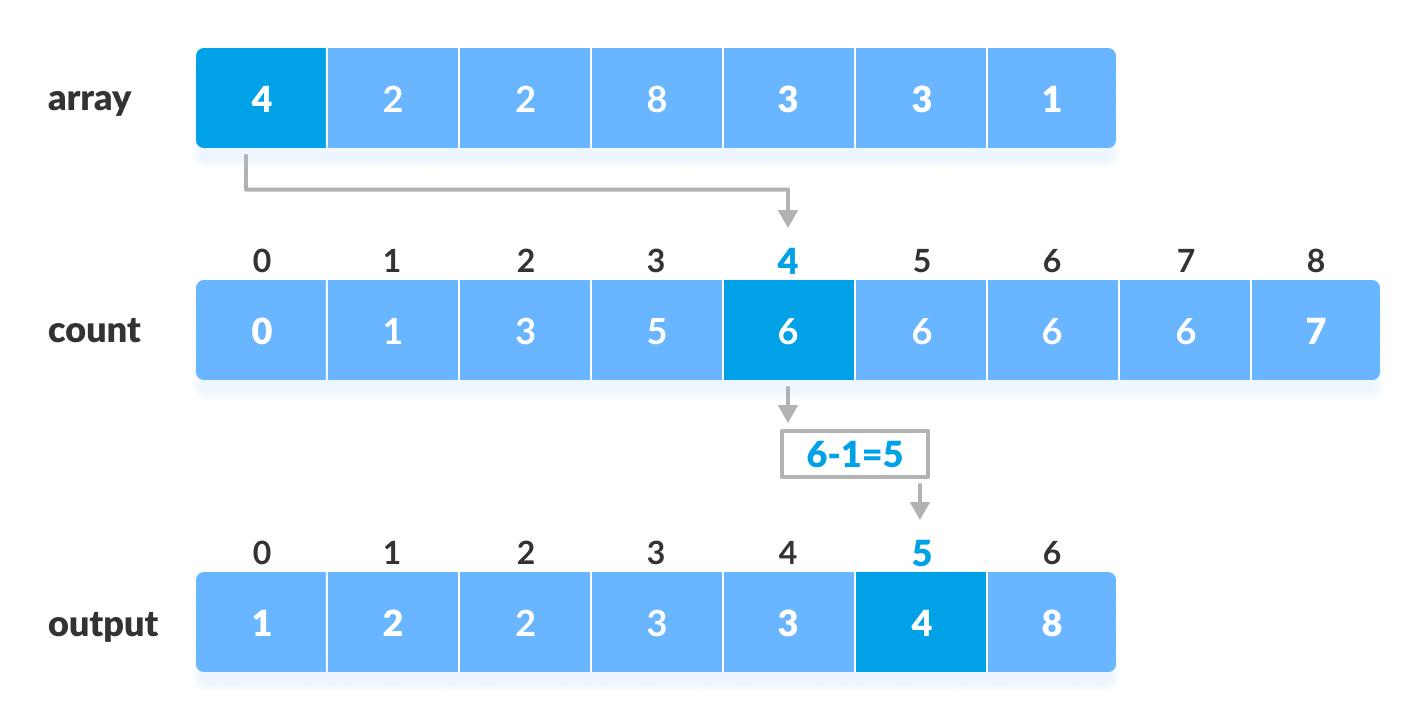 array 4 2 2 8 3 3 1
0 1 2 3 4 5 6 7 8
count 0 1 3 5 6 6 6 6 7
6-1=5
0 1 2 3 4 5 6
output 1 2 2 3 3 4 8